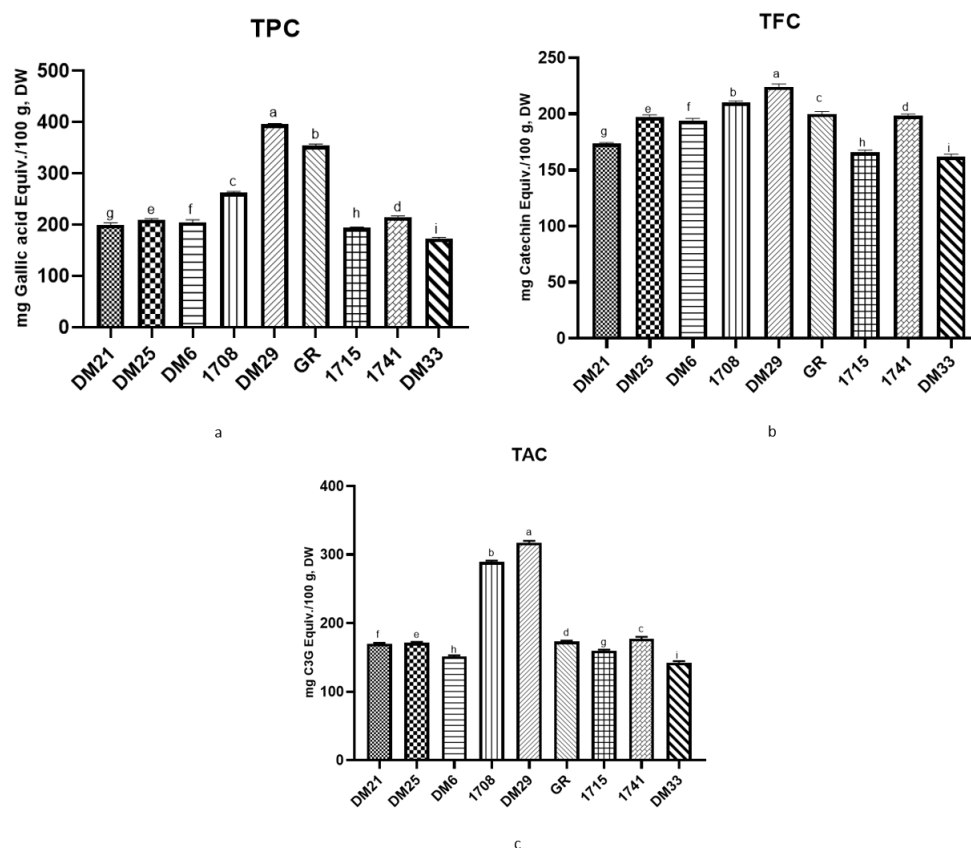 TPC
mg Gallic acid Equiv./100 g, DW
500
400
300
200
100
0
g
e
f
c
a
b
h
d
i
DM21
DM25
DM6
1708
DM29
GR
1715
1741
DM33
a
TFC
mg Catechin Equiv./100 g, DW
250
200
150
100
50
0
g
e
f
b
a
c
h
d
i
DM21
DM25
DM6
1708
DM29
GR
1715
1741
DM33
b
TAC
mg C3G Equiv./100 g, DW
400
300
200
100
0
f
e
h
b
a
d
g
c
i
DM21
DM25
DM6
1708
DM29
GR
1715
1741
DM33
c